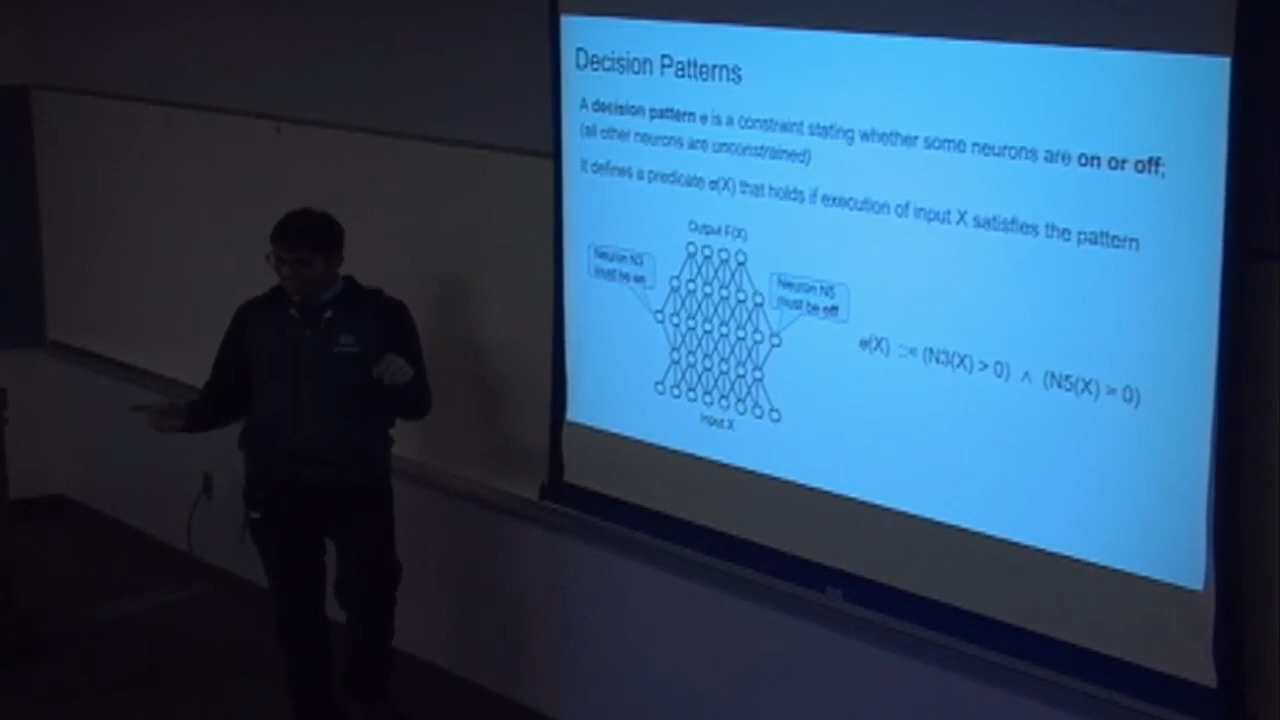 Decision Patterns
A decision pattern σ is a constraint stating whether some neurons are on or off;
(all other neurons are unconstrained)
It defines a predicate σ(X) that holds if execution of input X satisfies the pattern
Output F(X)
Neuron N3
must be on
Neuron N5
must be off
σ(X) ::= (N3(X) > 0) ∧ (N5(X) = 0)
Input X